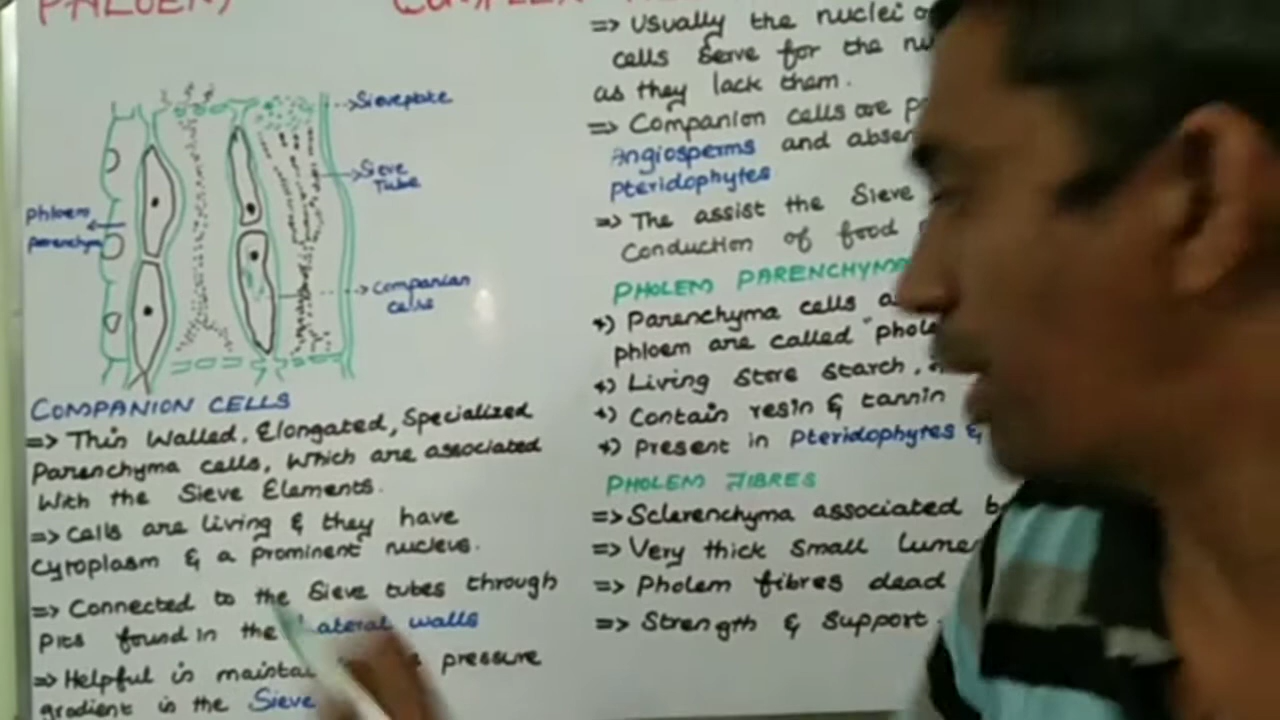 PHLOEM
COMPLEX
Sieveplate
Sieve
Tube
Phloem
parenchym
Companian
cells
COMPANION CELLS
=> Thin Walled, Elongated, Specialized
Parenchyma cells, Which are associated
With the Sieve Elements.
=> Cells are living & they have
cytoplasm & a prominent nucleus.
=> Connected to the Sieve tubes through
Pits found in the Lateral walls
=> Helpful in pressure
gradient in the Sieve
=> Usually the nuclei
cells Serve for the
as they lack them.
=> Companion cells are
Angiosperms and
Pteridophytes
=> The assist the Sieve
Conduction of food
PHOLEM PARENCHYMA
*) Parenchyma cells
phloem are called
*) Living Store Starch,
*) Contain resin & tannin
*) Present in Pteridophytes &
PHOLEM FIBRES
=> Sclerenchyma associated
=> Very thick Small
=> Pholem fibres dead
=> Strength & Support